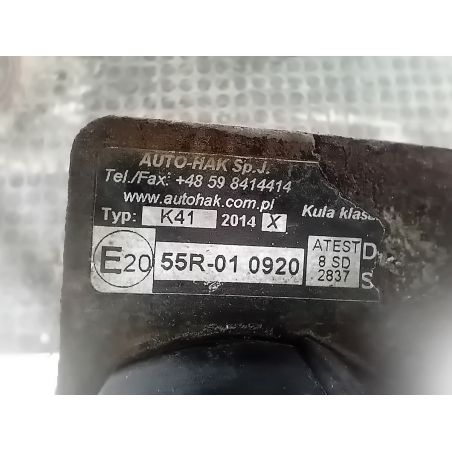 AUTO-HAK Sp.J.
Tel./Fax: +48 59 8414414
www.autohak.com.pl
Typ: K41 2014 X Kula
E20 55R-01 0920 ATEST 8 SD 2837 D
S